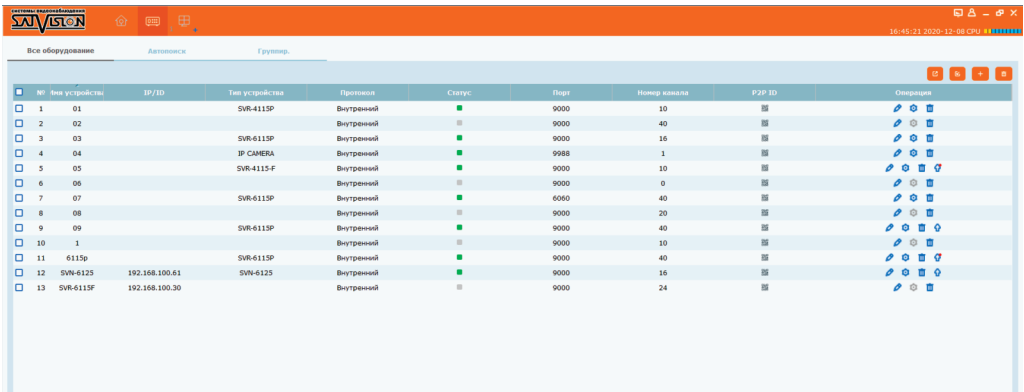 СИСТЕМЫ ВИДЕОНАБЛЮДЕНИЯ
SATVISION
16:45:21 2020-12-08 CPU
Все оборудование Автопоиск Группир.
№ Имя устройства IP/ID Тип устройства Протокол Статус Порт Номер канала P2P ID Операция
1 01 SVR-4115P Внутренний 9000 10
2 02 Внутренний 9000 40
3 03 SVR-6115P Внутренний 9000 16
4 04 IP CAMERA Внутренний 9988 1
5 05 SVR-4115-F Внутренний 9000 10
6 06 Внутренний 9000 0
7 07 SVR-6115P Внутренний 6060 40
8 08 Внутренний 9000 20
9 09 SVR-6115P Внутренний 9000 40
10 1 Внутренний 9000 10
11 6115p SVR-6115P Внутренний 9000 40
12 SVN-6125 192.168.100.61 SVN-6125 Внутренний 9000 16
13 SVR-6115F 192.168.100.30 Внутренний 9000 24